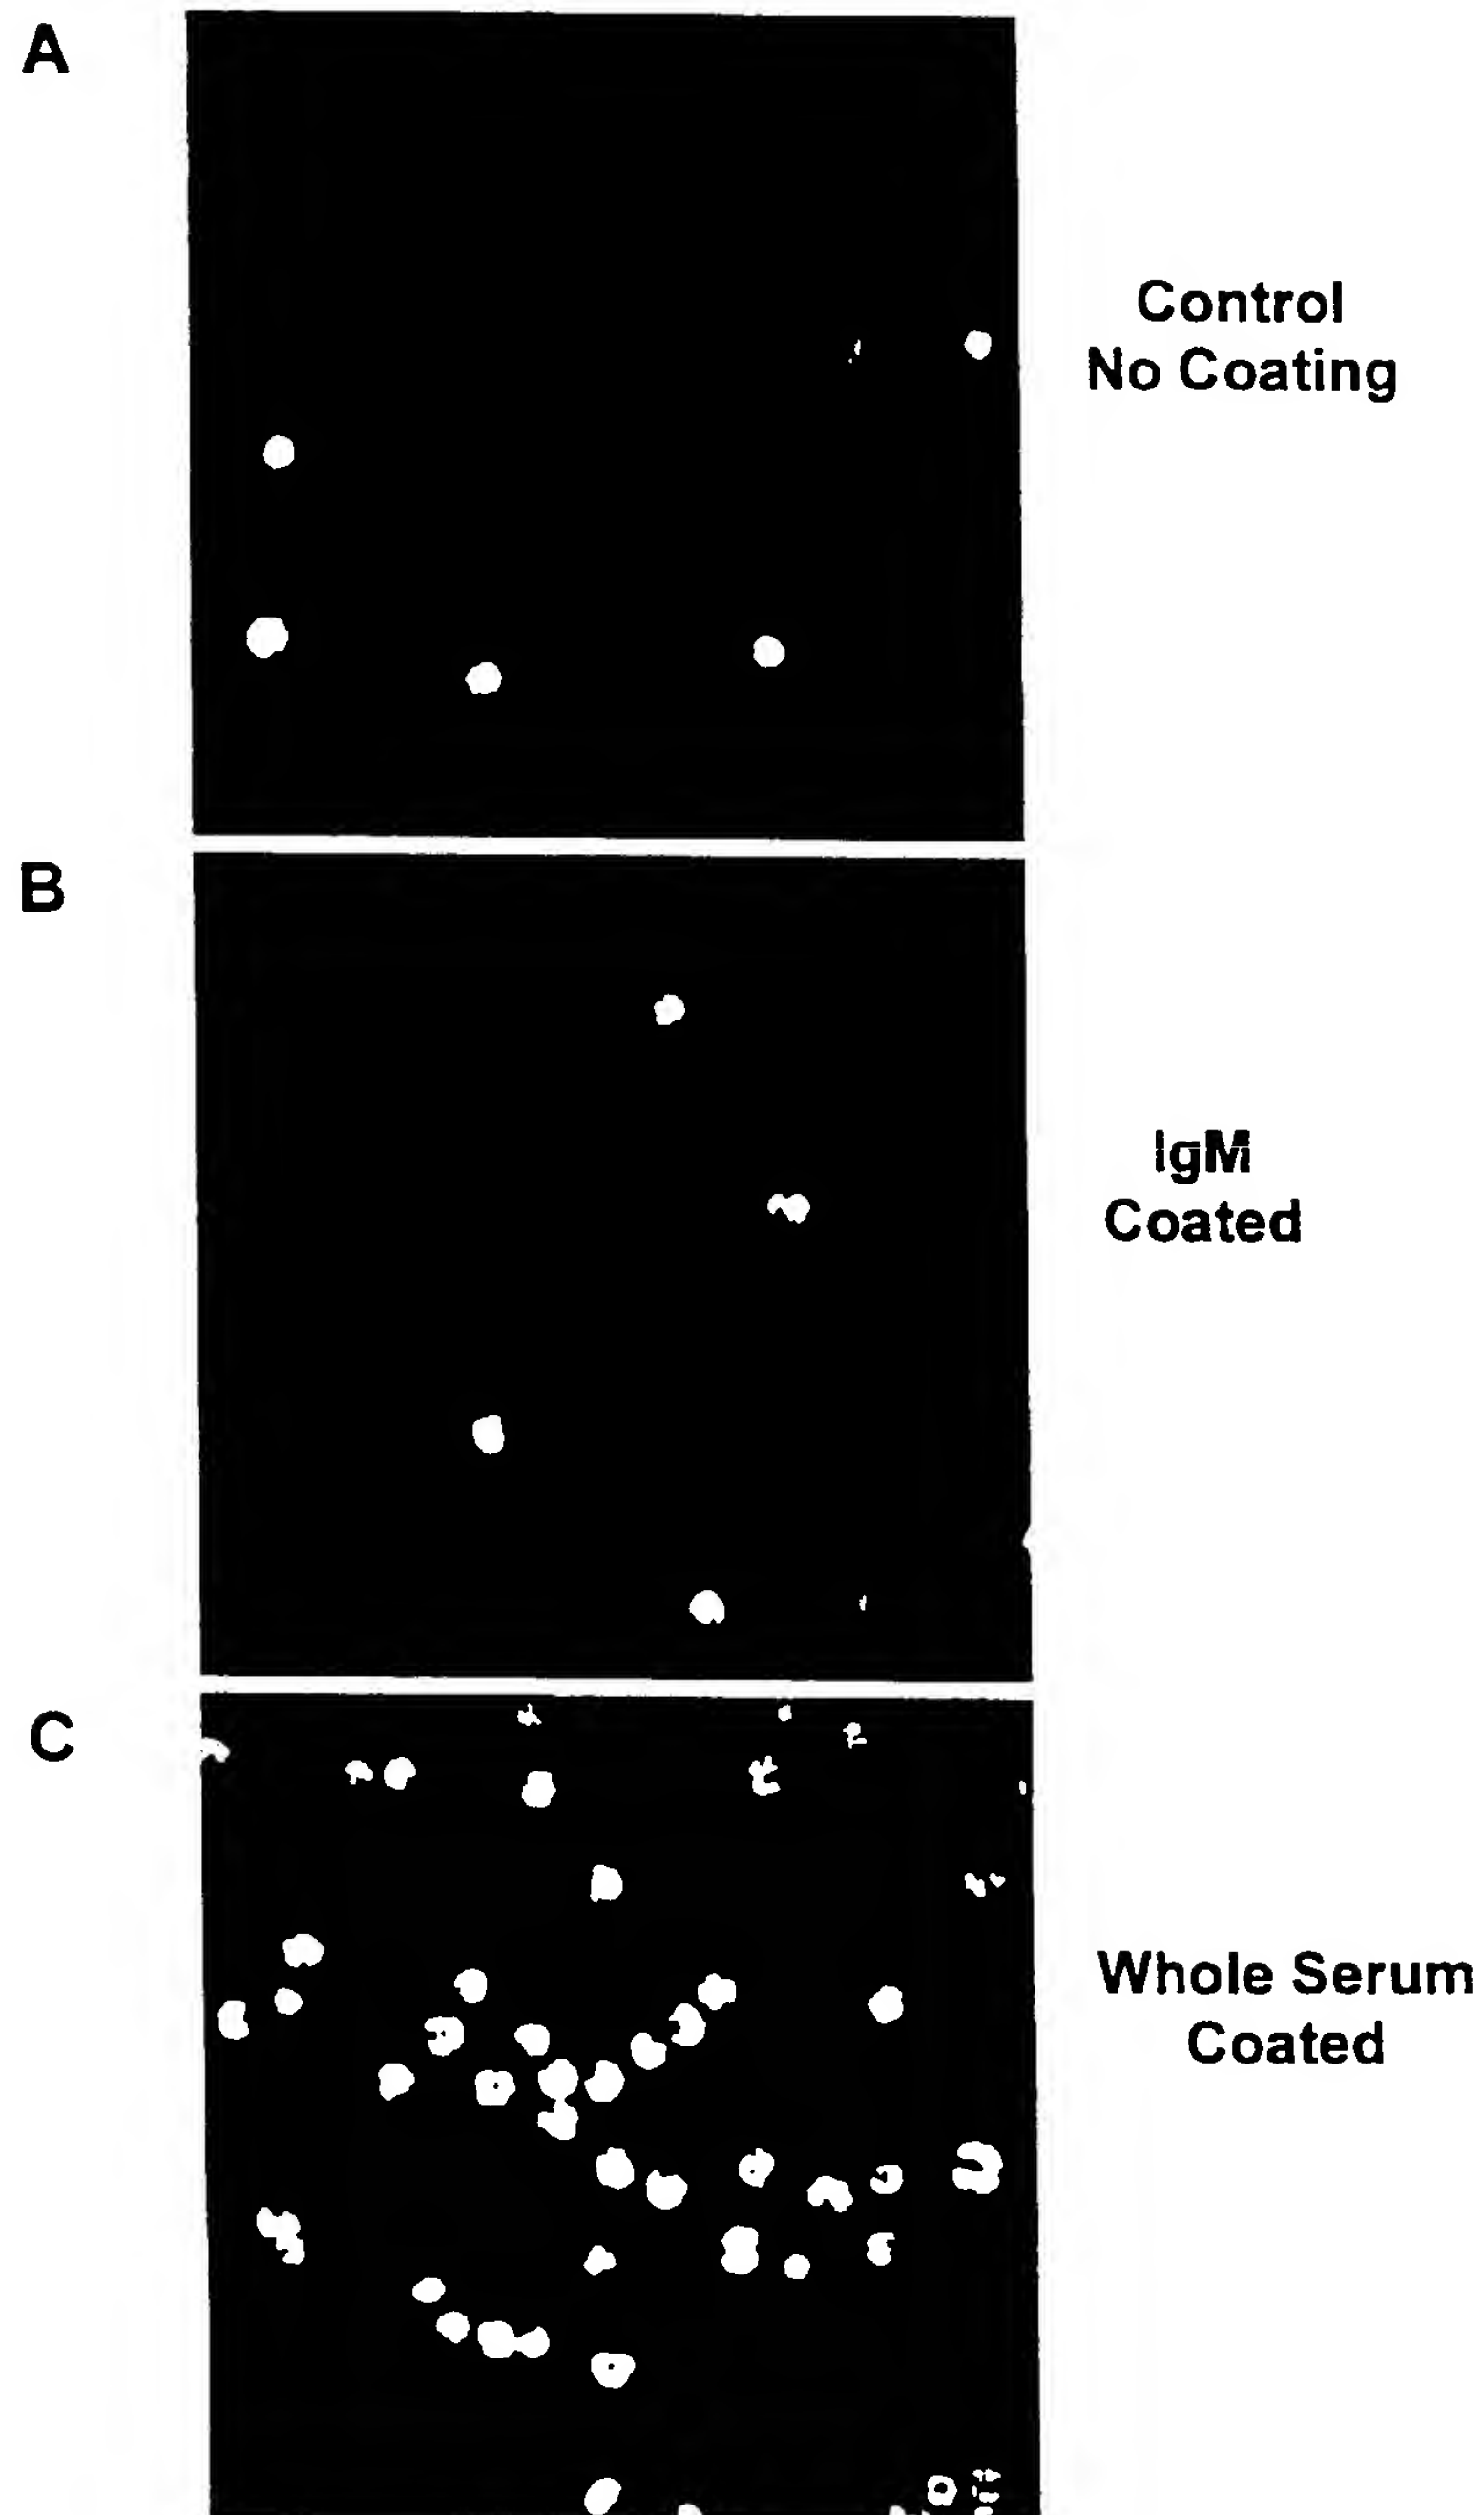 A
Control
No Coating
B
IgM
Coated
C
Whole Serum
Coated